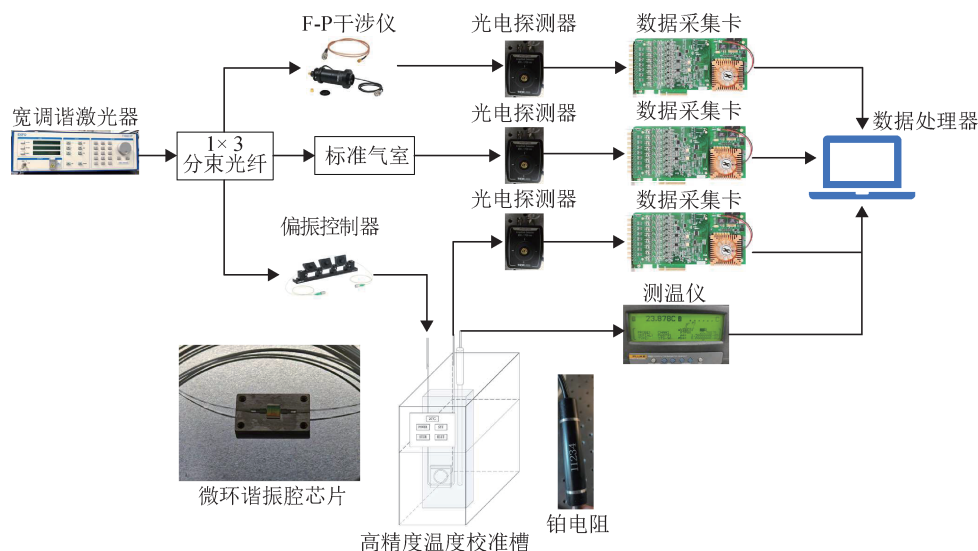 F-P干涉仪
光电探测器
数据采集卡
宽调谐激光器
1×3
分束光纤
标准气室
光电探测器
数据采集卡
数据处理器
光电探测器
数据采集卡
偏振控制器
测温仪
23.878C
微环谐振腔芯片
高精度温度校准槽
11234
铂电阻